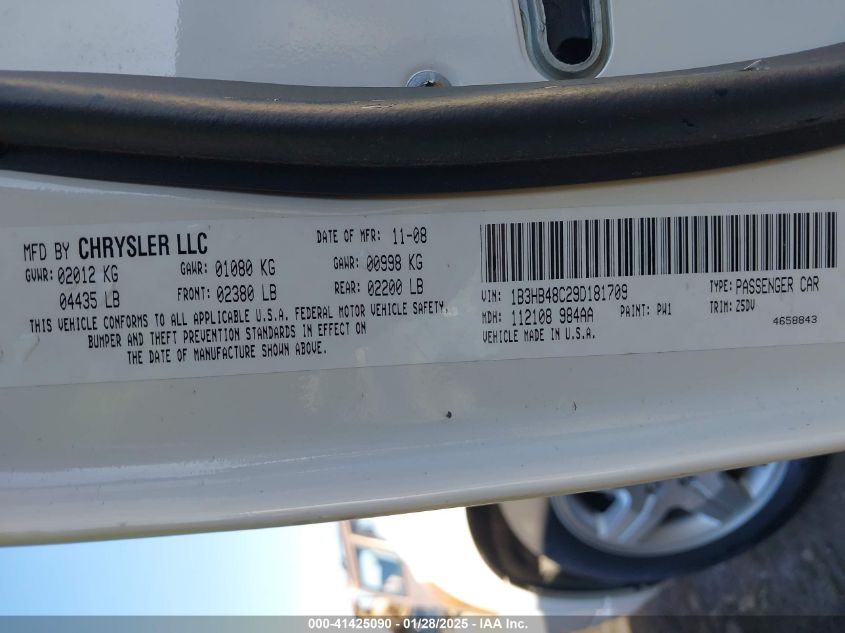 MFD BY CHRYSLER LLC DATE OF MFR: 11-08
GVWR: 02012 KG GAWR: 01080 KG GAWR: 00998 KG
04435 LB FRONT: 02380 LB REAR: 02200 LB
THIS VEHICLE CONFORMS TO ALL APPLICABLE U.S.A. FEDERAL MOTOR VEHICLE SAFETY,
BUMPER AND THEFT PREVENTION STANDARDS IN EFFECT ON
THE DATE OF MANUFACTURE SHOWN ABOVE.
VIN: 1B3HB48C29D181709 TYPE: PASSENGER CAR
MDH: 112108 984AA PAINT: PW1 TRIM: Z5DV
VEHICLE MADE IN U.S.A. 4658843
000-41425090 - 01/28/2025 - IAA Inc.